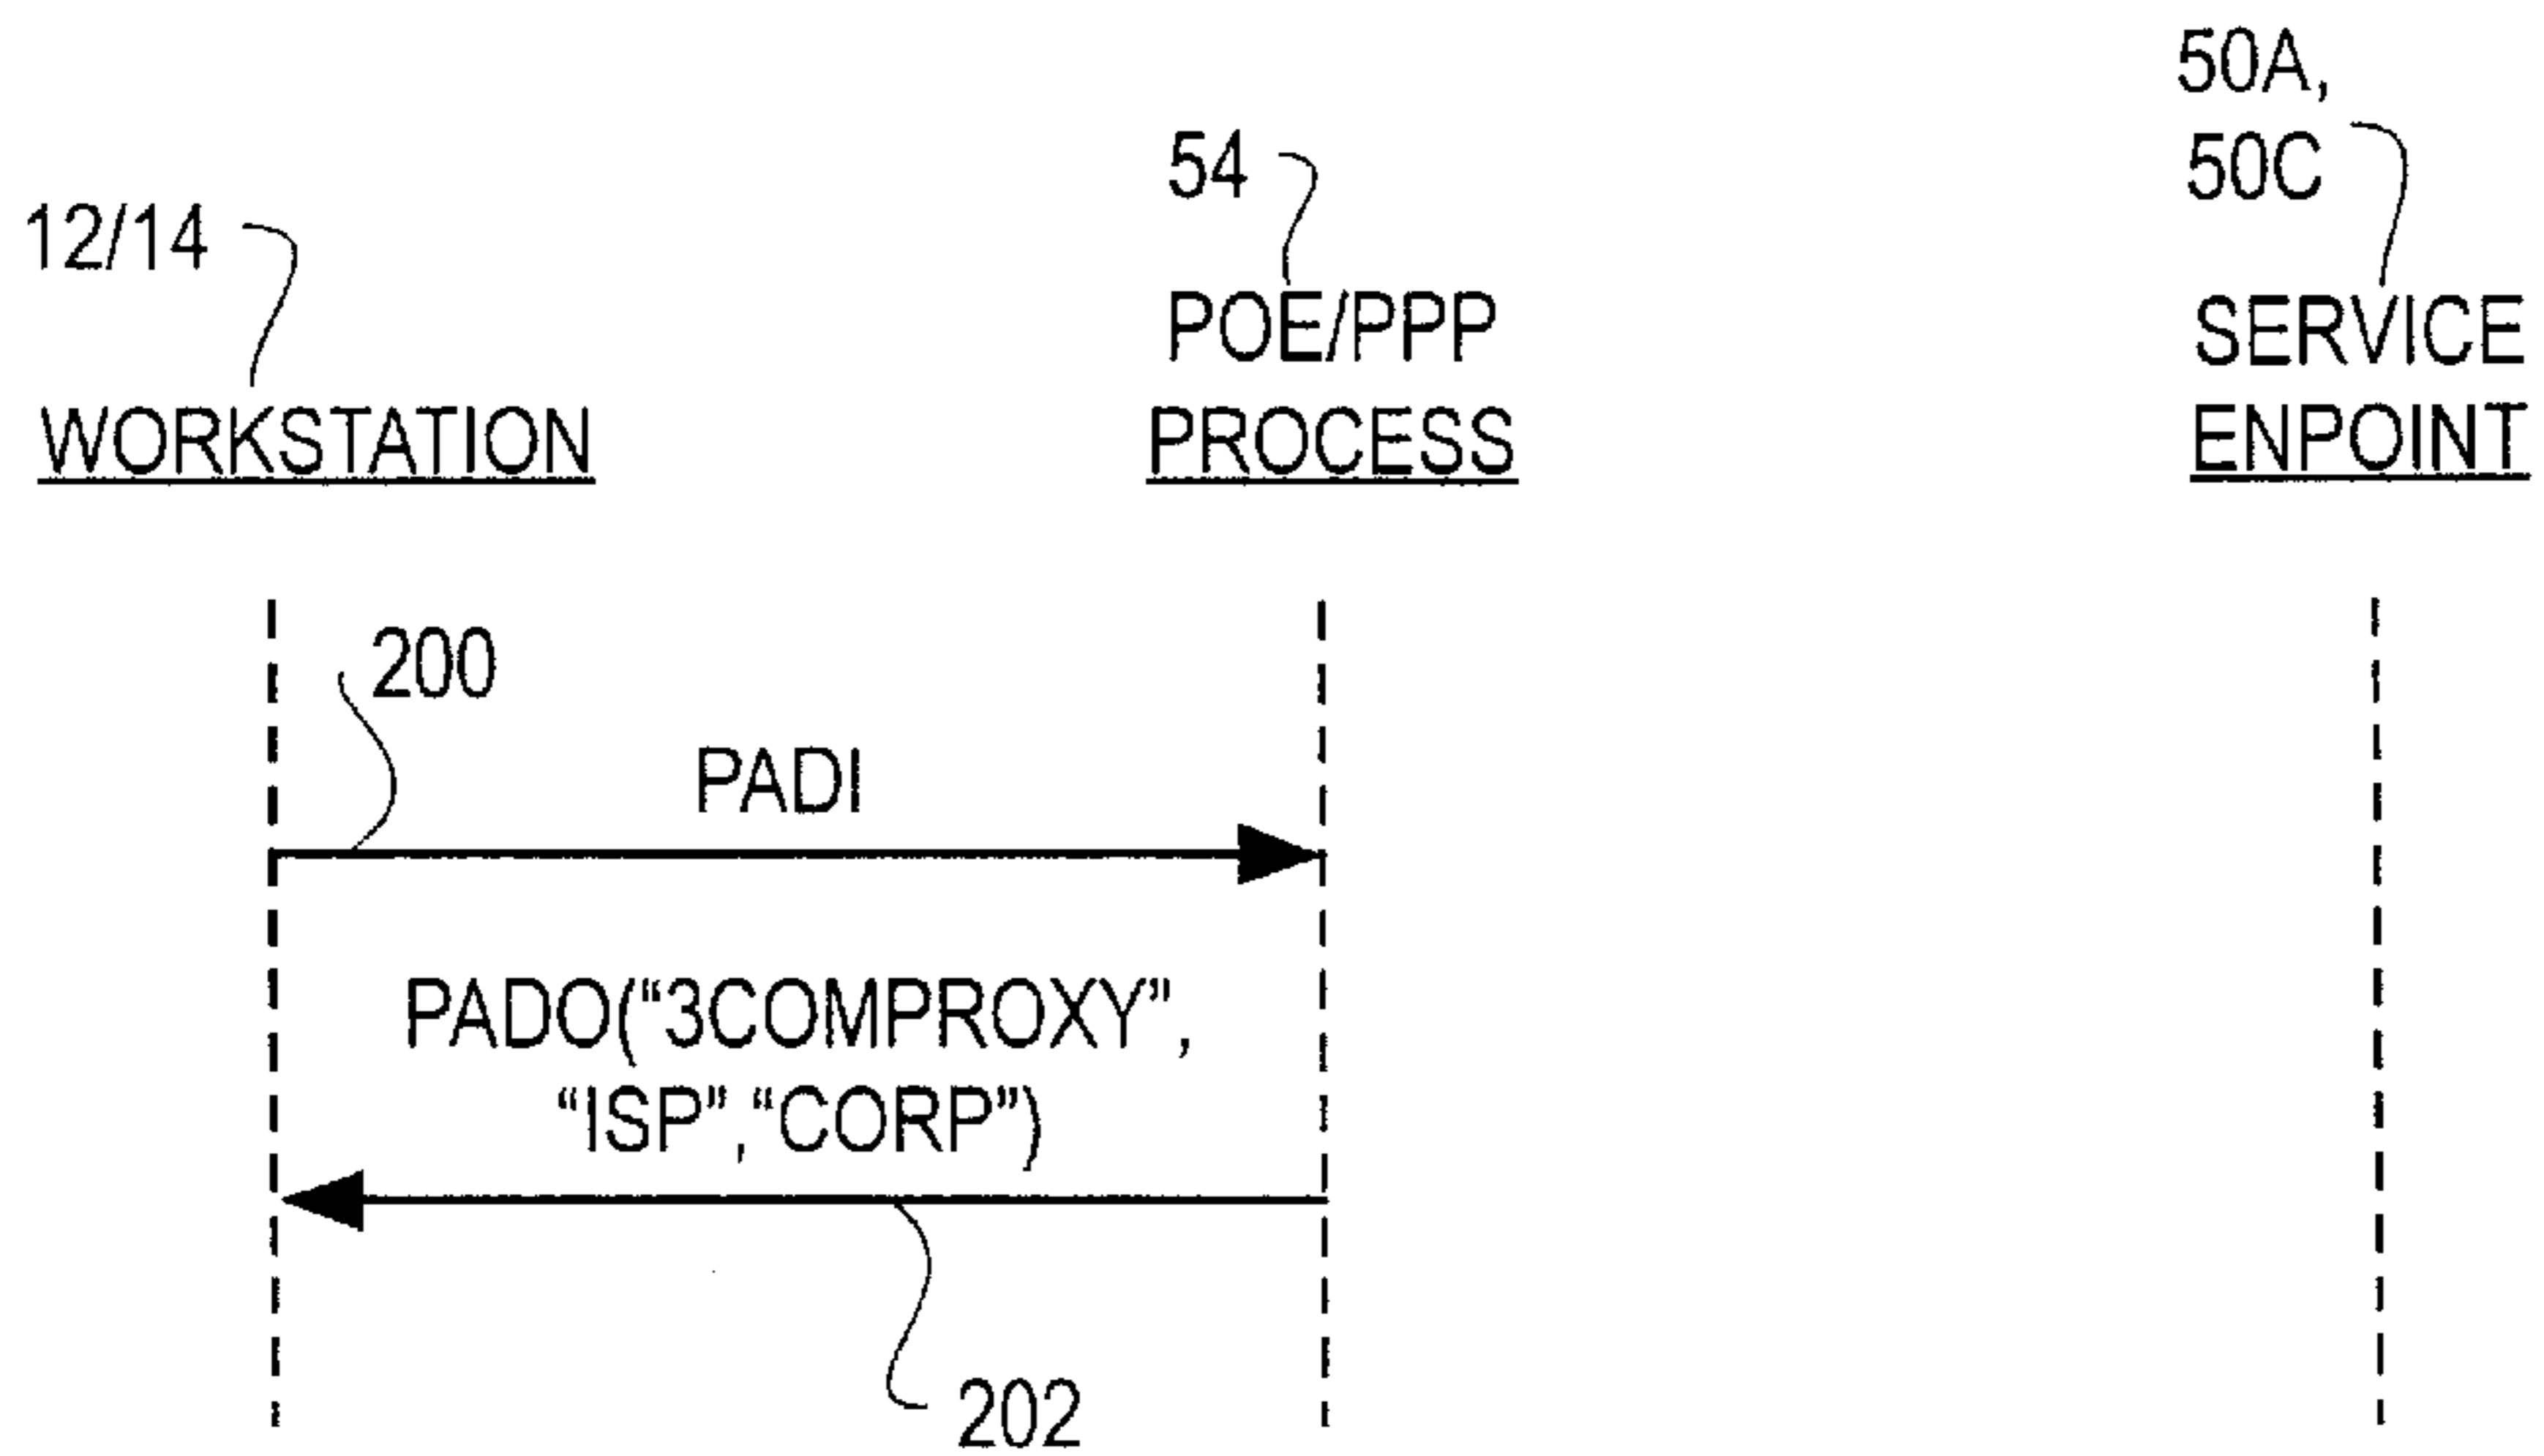 50A,
50C
54
12/14
POE/PPP
PROCESS
SERVICE
ENPOINT
WORKSTATION
200
PADI
PADO(“3COMPROXY”,
“ISP”,“CORP”)
202